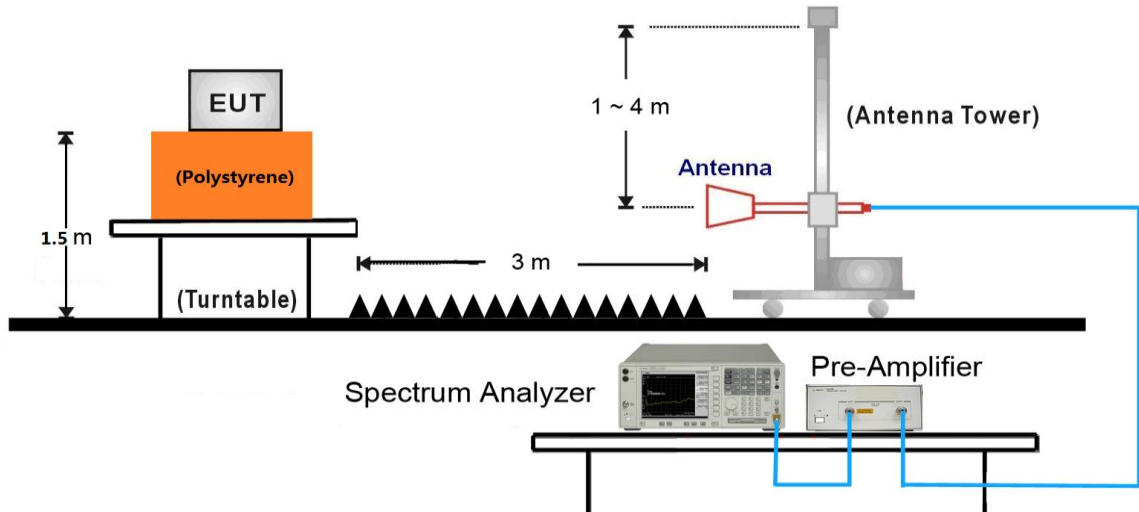 EUT
(Polystyrene)
1.5 m
(Turntable)
3 m
1 ~ 4 m
Antenna
(Antenna Tower)
Spectrum Analyzer
Pre-Amplifier